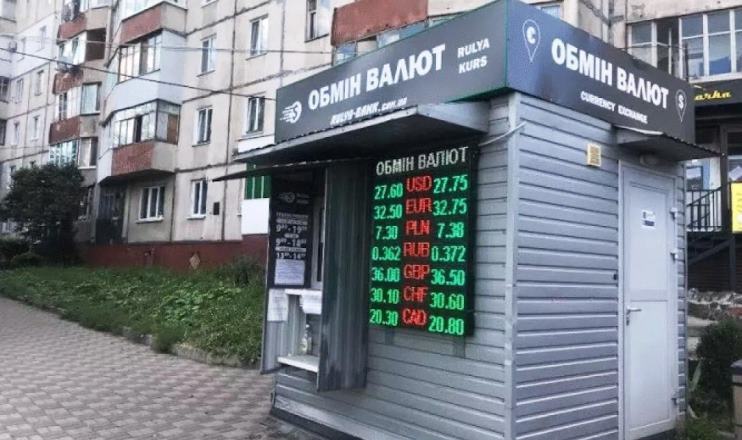 ОБМІН ВАЛЮТ
RULYA
KURS
RULYU-BANK.com.ua
ОБМІН ВАЛЮТ
CURRENCY EXCHANGE
ОБМІН ВАЛЮТ
27.60 USD 27.75
32.50 EUR 32.75
7.30 PLN 7.38
0.362 RUB 0.372
36.00 GBP 36.50
30.10 CHF 30.60
20.30 CAD 20.80